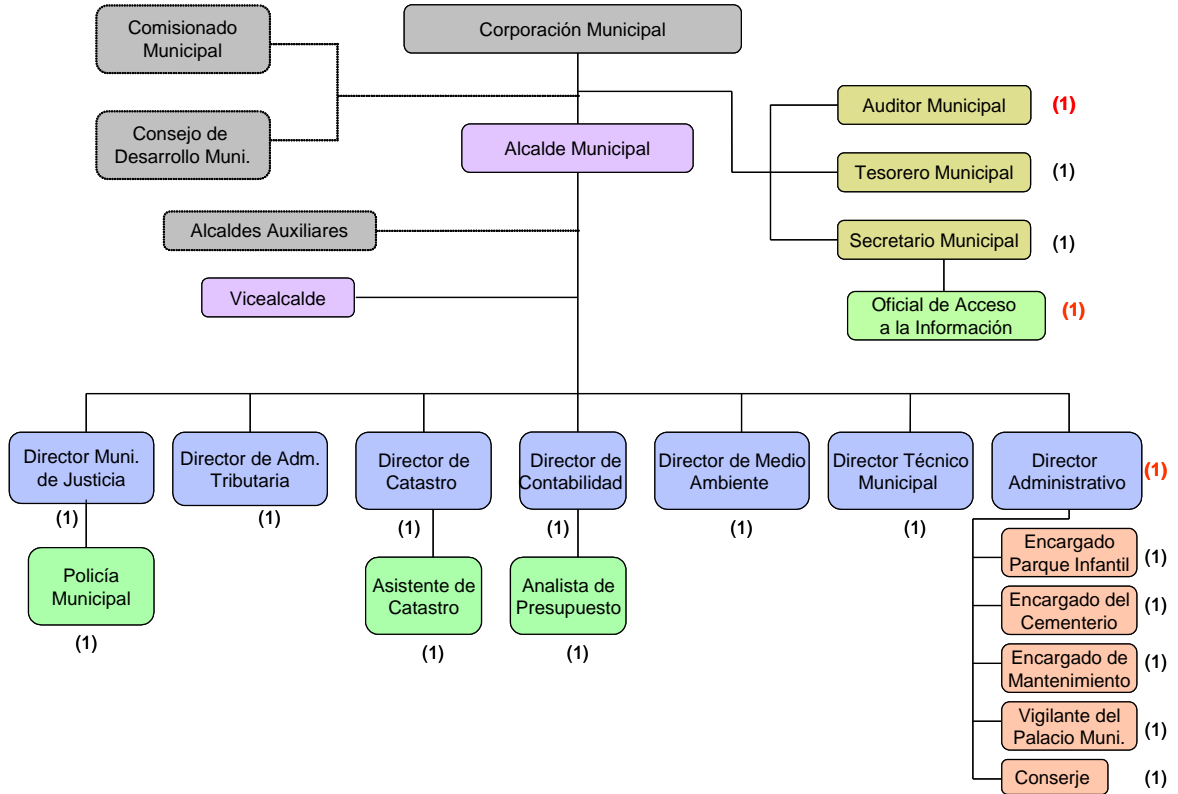 Comisionado
Municipal
Corporación Municipal
Consejo de
Desarrollo Muni.
Alcalde Municipal
Auditor Municipal (1)
Tesorero Municipal (1)
Secretario Municipal (1)
Oficial de Acceso
a la Información (1)
Alcaldes Auxiliares
Vicealcalde
Director Muni.
de Justicia
(1)
Director de Adm.
Tributaria
(1)
Director de
Catastro
(1)
Director de
Contabilidad
(1)
Director de Medio
Ambiente
(1)
Director Técnico
Municipal
(1)
Director
Administrativo (1)
Policía
Municipal
(1)
Asistente de
Catastro
(1)
Analista de
Presupuesto
(1)
Encargado
Parque Infantil (1)
Encargado del
Cementerio (1)
Encargado de
Mantenimiento (1)
Vigilante del
Palacio Muni. (1)
Conserje (1)